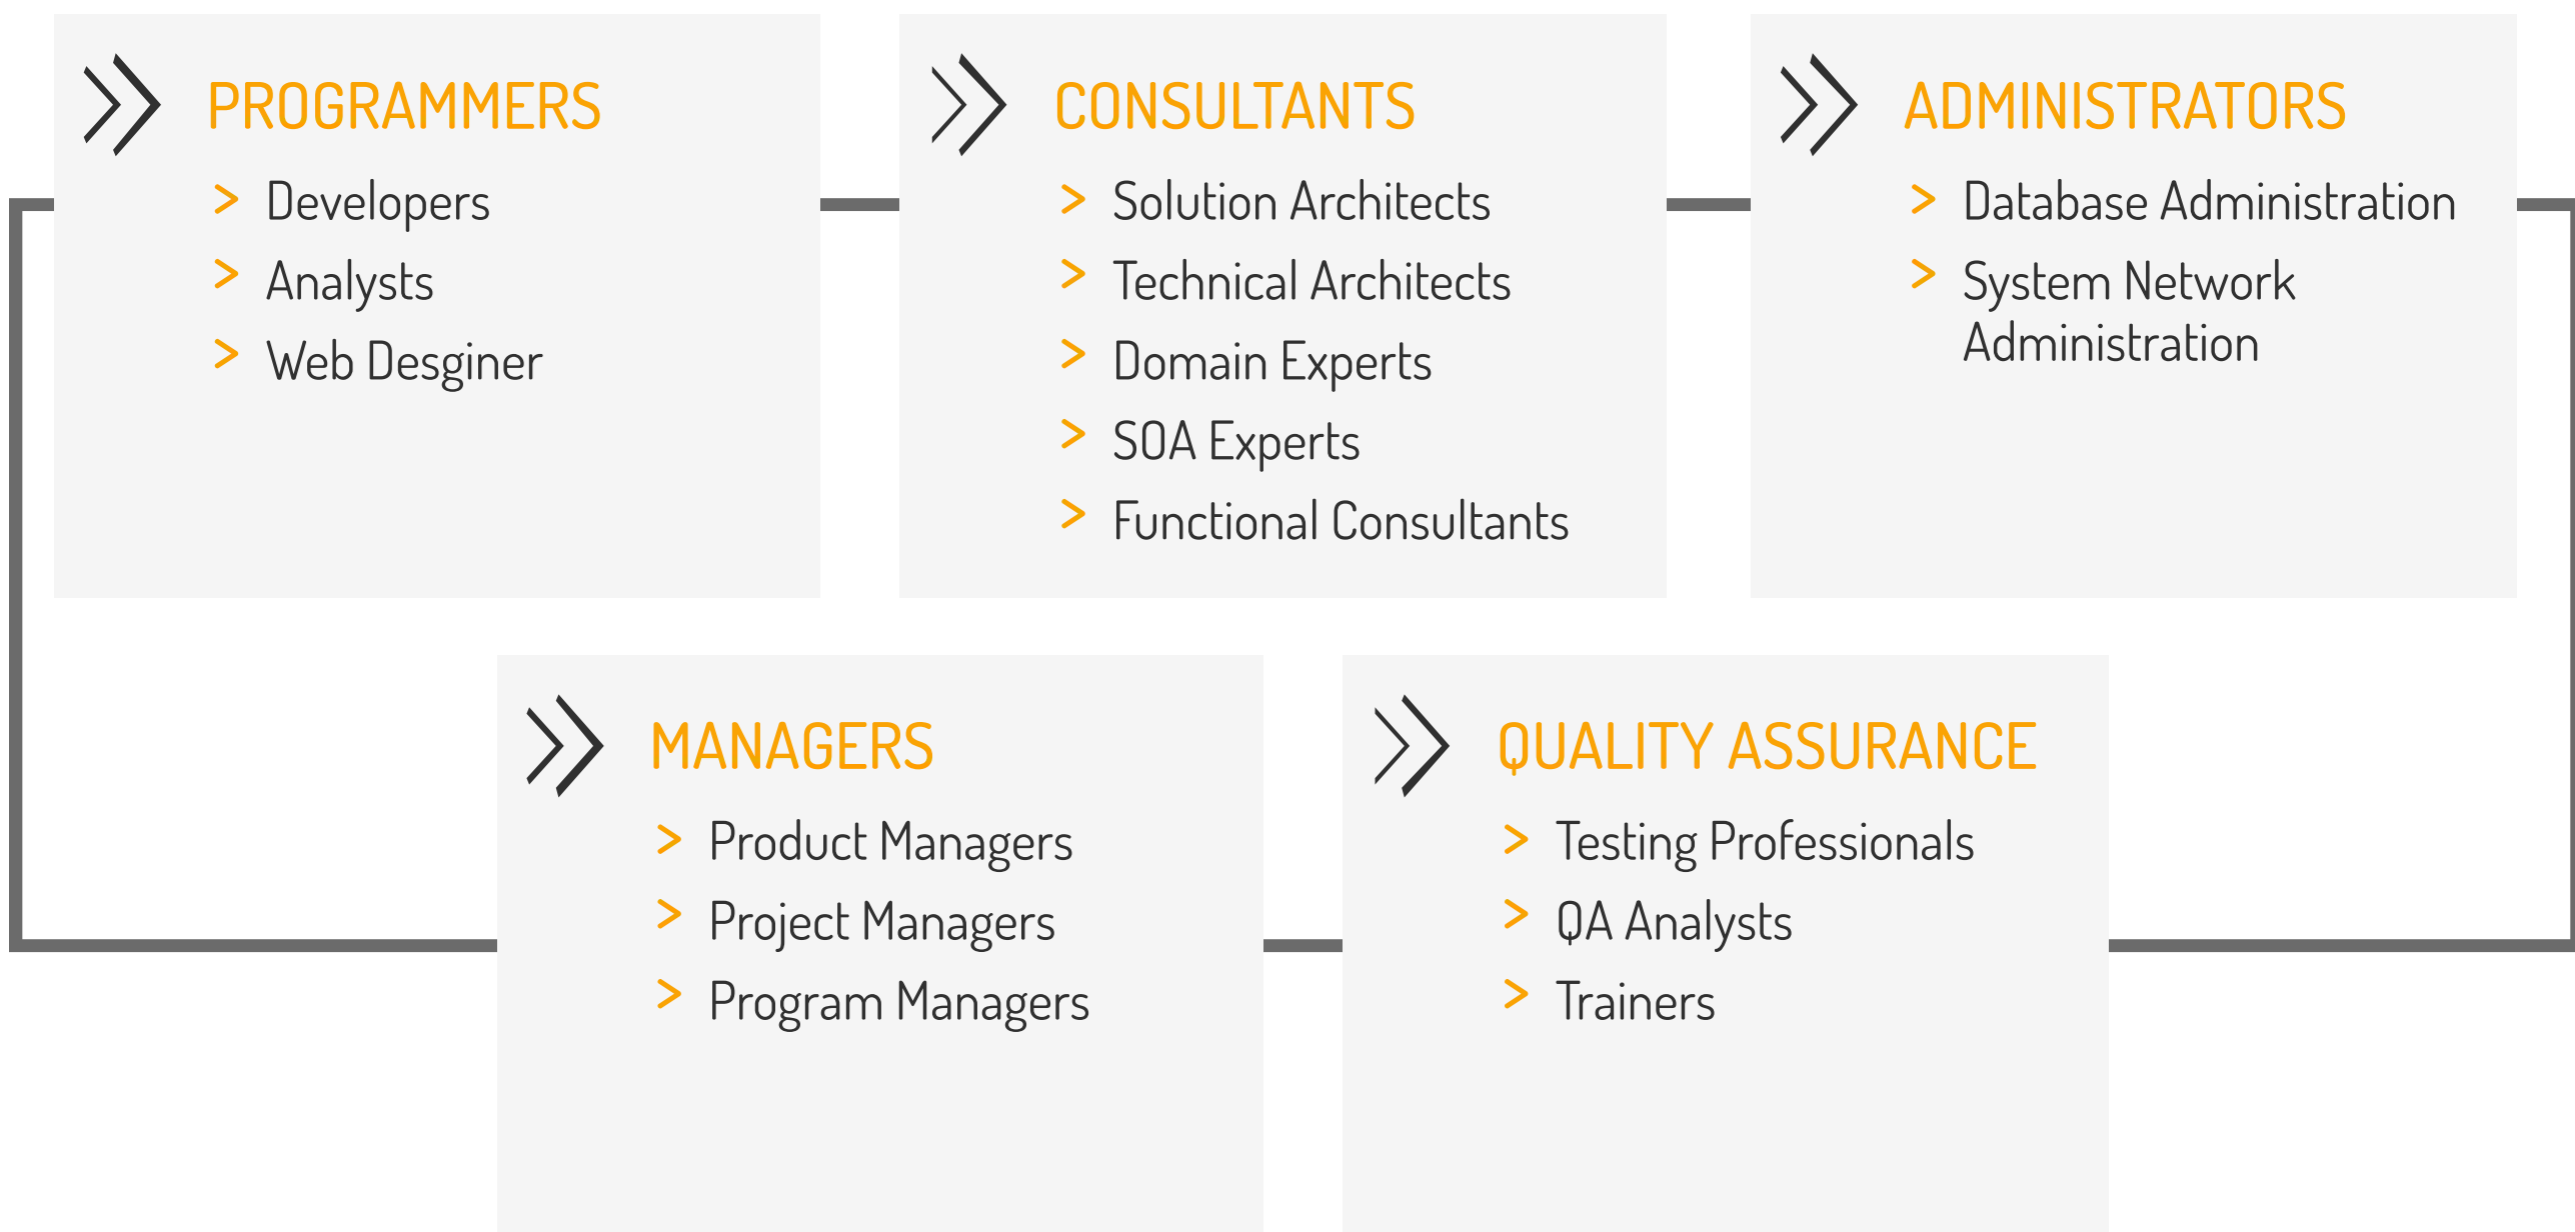 PROGRAMMERS
> Developers
> Analysts
> Web Desginer
CONSULTANTS
> Solution Architects
> Technical Architects
> Domain Experts
> SOA Experts
> Functional Consultants
ADMINISTRATORS
> Database Administration
> System Network
Administration
MANAGERS
> Product Managers
> Project Managers
> Program Managers
QUALITY ASSURANCE
> Testing Professionals
> QA Analysts
> Trainers